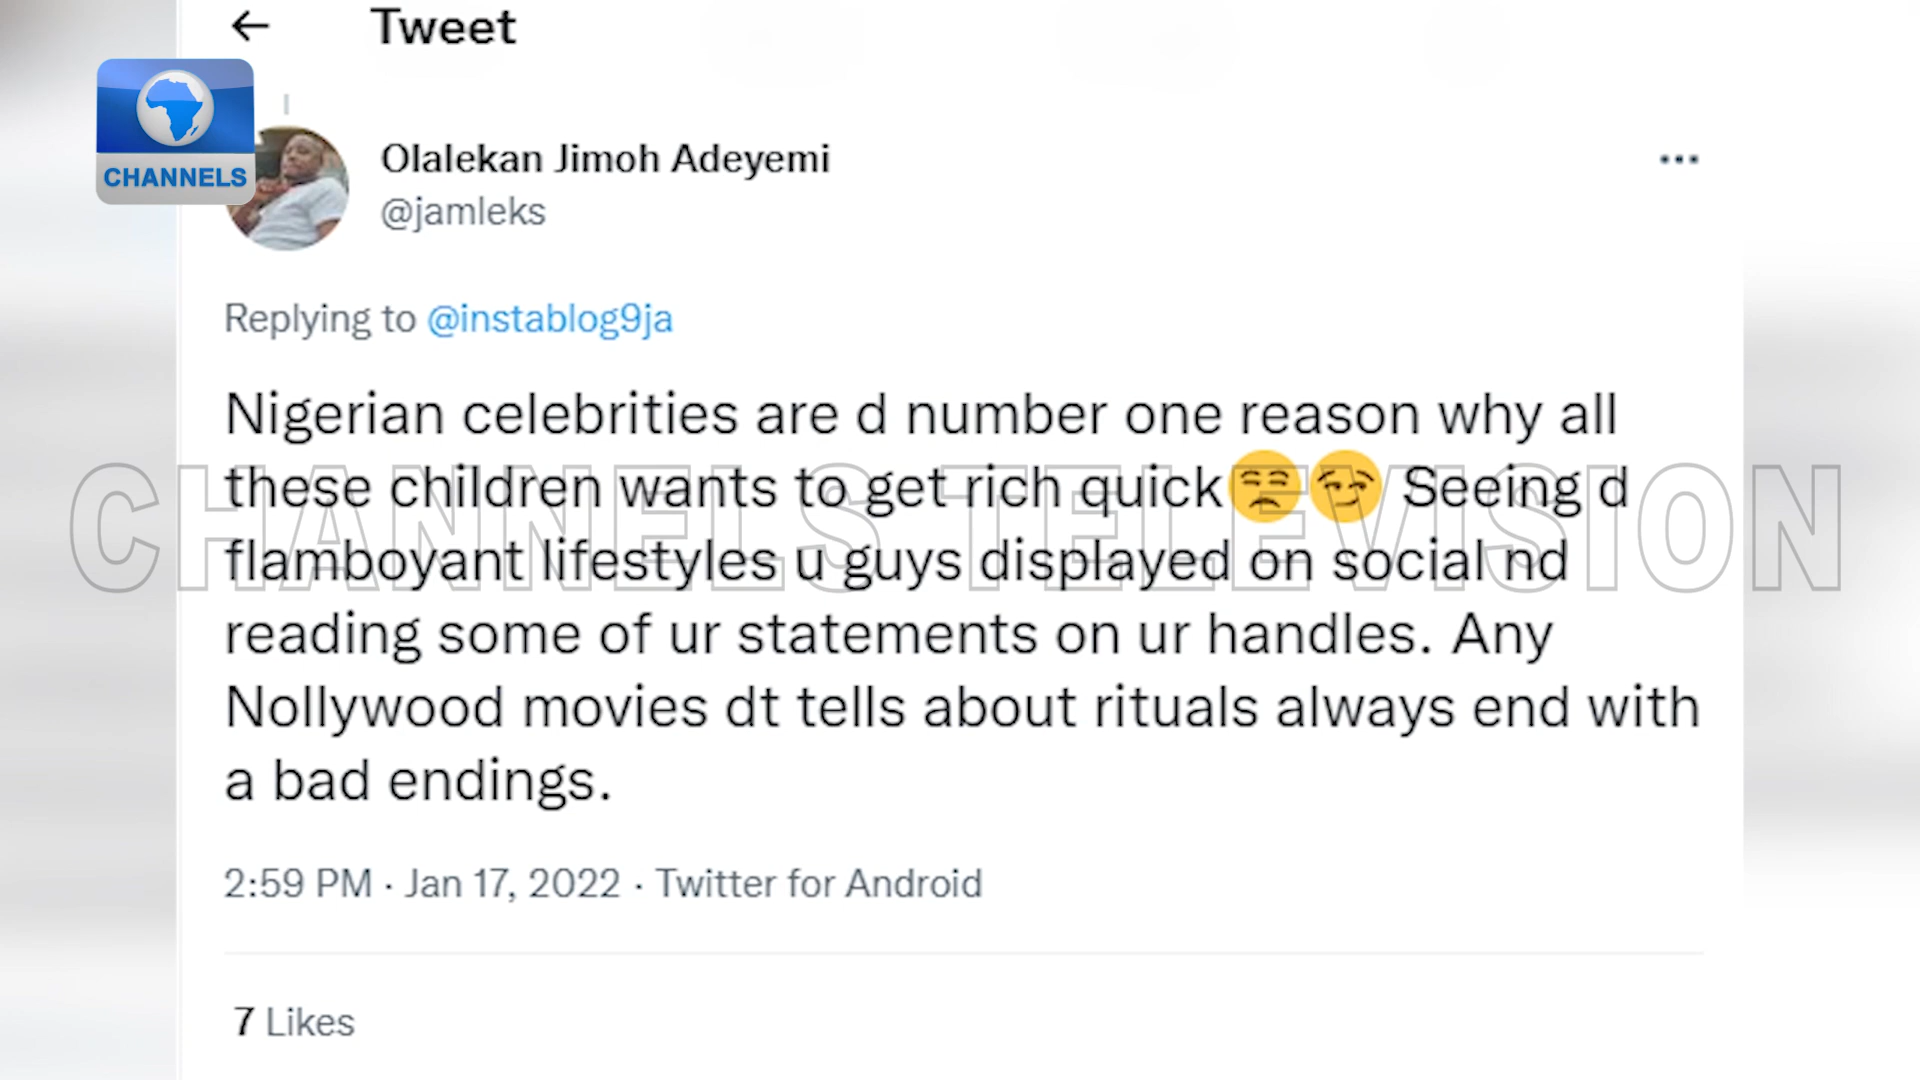 Tweet
CHANNELS
Olalekan Jimoh Adeyemi
@jamleks
Replying to @instablog9ja
Nigerian celebrities are d number one reason why all
these children wants to get rich quick😒😏 Seeing d
flamboyant lifestyles u guys displayed on social nd
reading some of ur statements on ur handles. Any
Nollywood movies dt tells about rituals always end with
a bad endings.
CHANNELS TELEVISION
2:59 PM · Jan 17, 2022 · Twitter for Android
7 Likes